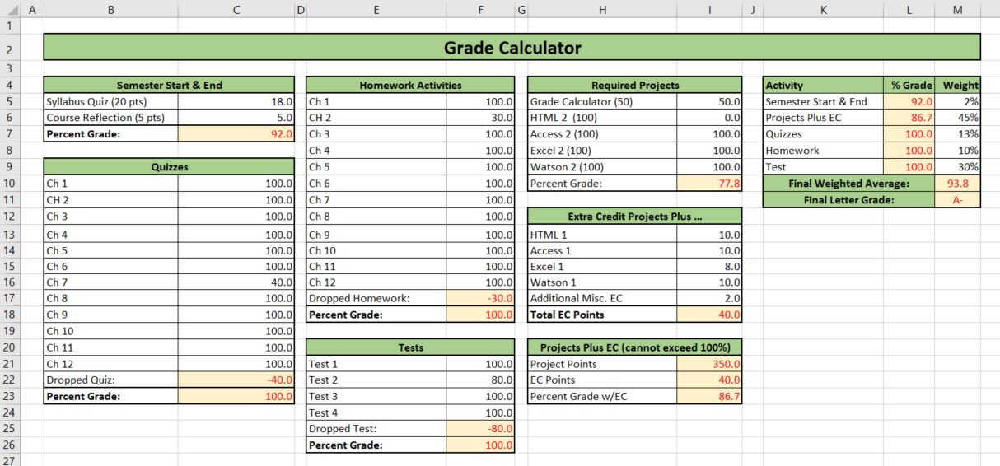 A B C D E F G H I J K L M
1
2 Grade Calculator
3
4 Semester Start & End Homework Activities Required Projects Activity % Grade Weight
5 Syllabus Quiz (20 pts) 18.0 Ch 1 100.0 Grade Calculator (50) 50.0 Semester Start & End 92.0 2%
6 Course Reflection (5 pts) 5.0 CH 2 30.0 HTML 2 (100) 0.0 Projects Plus EC 86.7 45%
7 Percent Grade: 92.0 Ch 3 100.0 Access 2 (100) 100.0 Quizzes 100.0 13%
8 Ch 4 100.0 Excel 2 (100) 100.0 Homework 100.0 10%
9 Quizzes Ch 5 100.0 Watson 2 (100) 100.0 Test 100.0 30%
10 Ch 1 100.0 Ch 6 100.0 Percent Grade: 77.8 Final Weighted Average: 93.8
11 CH 2 100.0 Ch 7 100.0 Final Letter Grade: A-
12 Ch 3 100.0 Ch 8 100.0 Extra Credit Projects Plus ...
13 Ch 4 100.0 Ch 9 100.0 HTML 1 10.0
14 Ch 5 100.0 Ch 10 100.0 Access 1 10.0
15 Ch 6 100.0 Ch 11 100.0 Excel 1 8.0
16 Ch 7 40.0 Ch 12 100.0 Watson 1 10.0
17 Ch 8 100.0 Dropped Homework: -30.0 Additional Misc. EC 2.0
18 Ch 9 100.0 Percent Grade: 100.0 Total EC Points 40.0
19 Ch 10 100.0
20 Ch 11 100.0 Tests Projects Plus EC (cannot exceed 100%)
21 Ch 12 100.0 Test 1 100.0 Project Points 350.0
22 Dropped Quiz: -40.0 Test 2 80.0 EC Points 40.0
23 Percent Grade: 100.0 Test 3 100.0 Percent Grade w/EC 86.7
24 Test 4 100.0
25 Dropped Test: -80.0
26 Percent Grade: 100.0
27